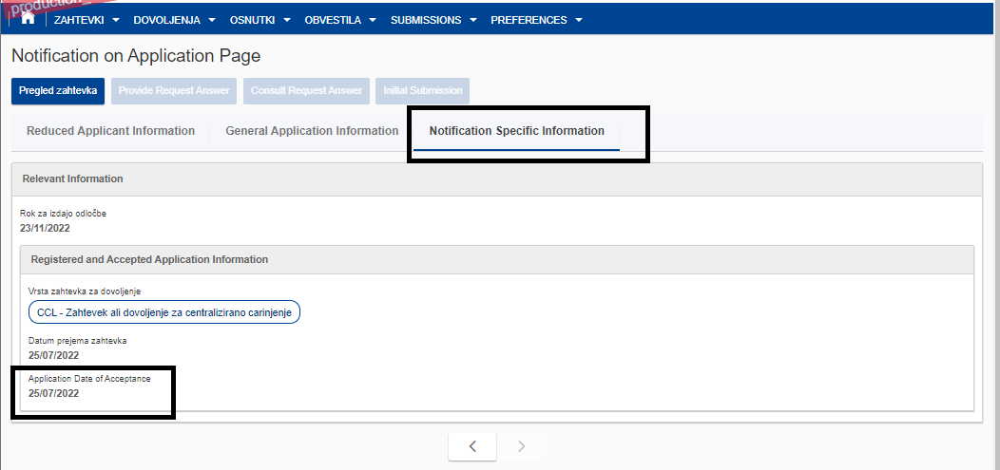 production_
ZAHTEVKI DOVOLJENJA OSNUTKI OBVESTILA SUBMISSIONS PREFERENCES
Notification on Application Page
Pregled zahtevka Provide Request Answer Consult Request Answer Initial Submission
Reduced Applicant Information General Application Information Notification Specific Information
Relevant Information
Rok za izdajo odločbe
23/11/2022
Registered and Accepted Application Information
Vrsta zahtevka za dovoljenje
CCL - Zahtevek ali dovoljenje za centralizirano carinjenje
Datum prejema zahtevka
25/07/2022
Application Date of Acceptance
25/07/2022